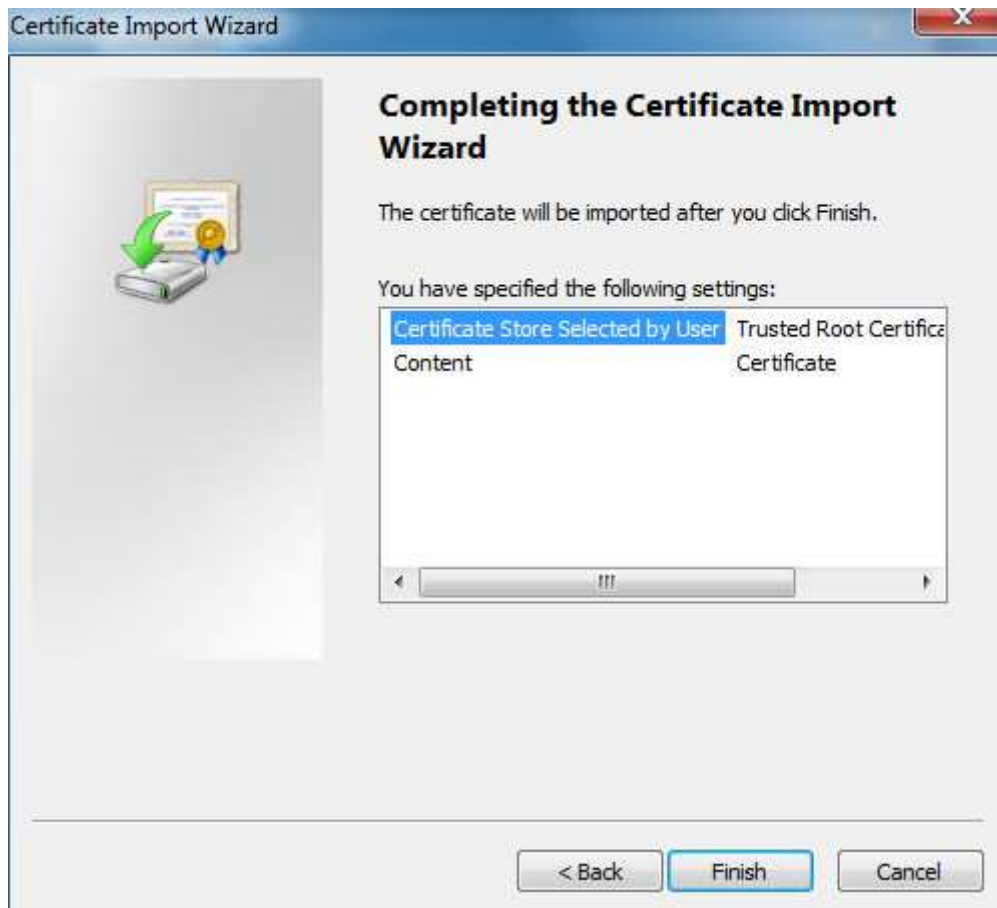 Certificate Import Wizard
Completing the Certificate Import
Wizard
The certificate will be imported after you click Finish.
You have specified the following settings:
Certificate Store Selected by User Trusted Root Certifica
Content Certificate
< Back Finish Cancel